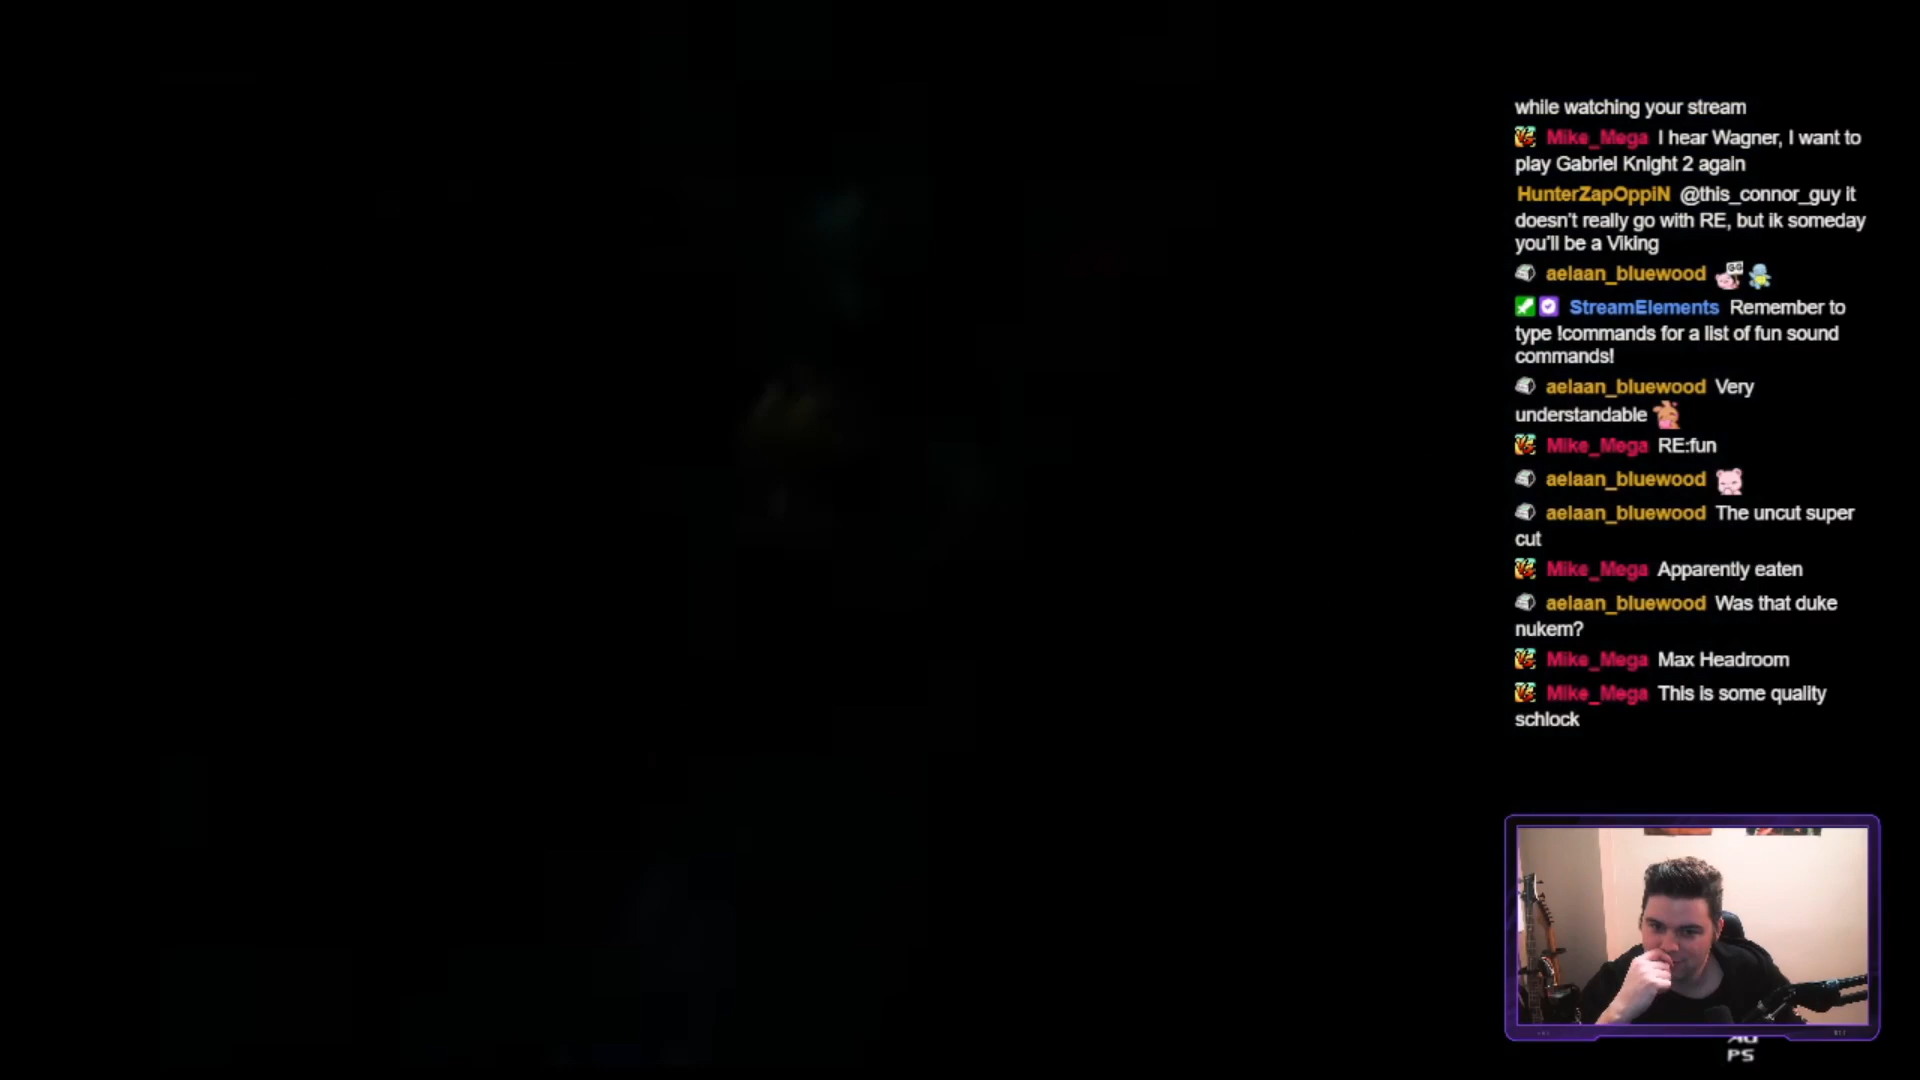 while watching your stream
Mike_Mega I hear Wagner, I want to
play Gabriel Knight 2 again
HunterZapOppiN @this_connor_guy it
doesn't really go with RE, but ik someday
you'll be a Viking
aelaan_bluewood GG
StreamElements Remember to
type !commands for a list of fun sound
commands!
aelaan_bluewood Very
understandable
Mike_Mega RE:fun
aelaan_bluewood
aelaan_bluewood The uncut super
cut
Mike_Mega Apparently eaten
aelaan_bluewood Was that duke
nukem?
Mike_Mega Max Headroom
Mike_Mega This is some quality
schlock
PS